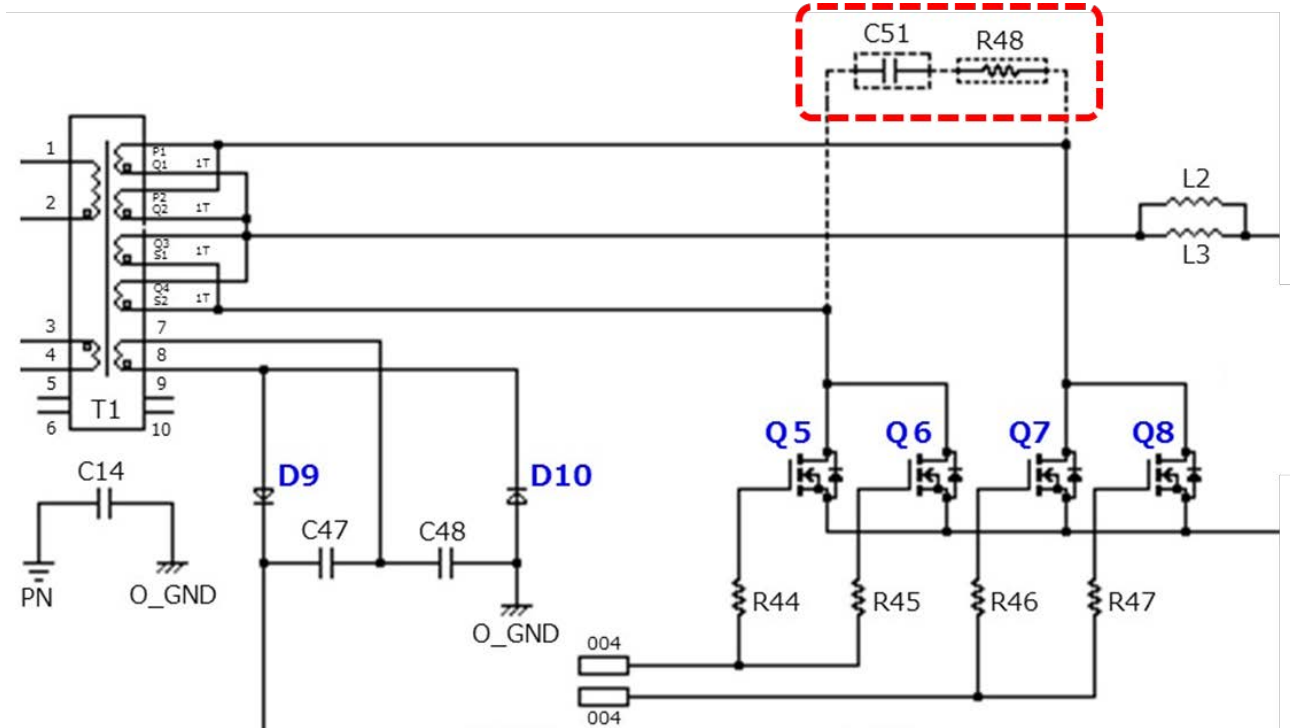 C51
R48
1
P1
Q1
1T
2
P2
Q2
1T
L2
Q3
S1
1T
L3
Q4
S2
1T
3
7
4
8
5
9
T1
6
10
Q5
Q6
Q7
Q8
C14
D9
D10
C47
C48
PN
O_GND
R44
R45
R46
R47
O_GND
004
004